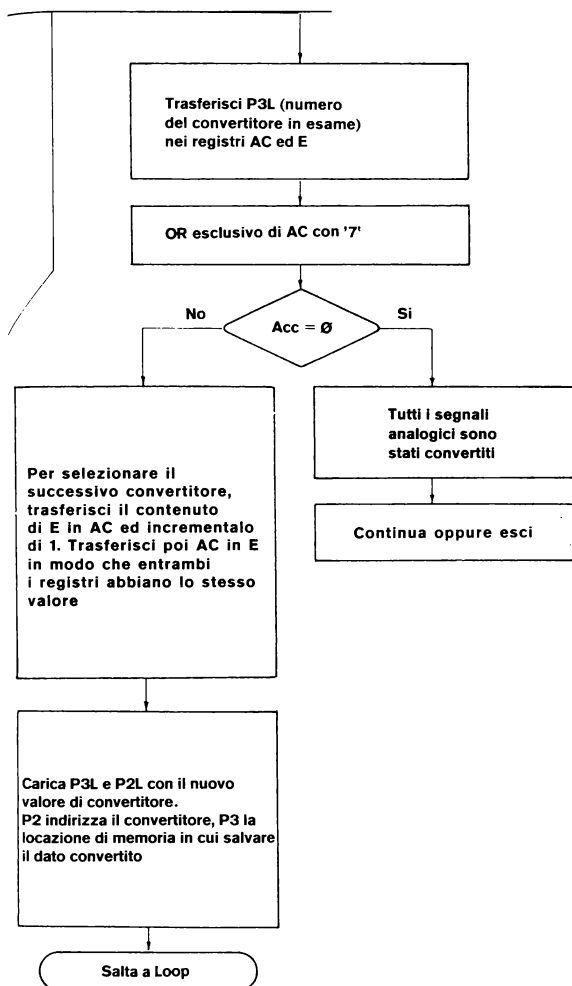 Trasferisci P3L (numero
del convertitore in esame)
nei registri AC ed E
OR esclusivo di AC con '7'
No
Acc = Ø
Si
Per selezionare il
successivo convertitore,
trasferisci il contenuto
di E in AC ed incrementalo
di 1. Trasferisci poi AC in E
in modo che entrambi
i registri abbiano lo stesso
valore
Tutti i segnali
analogici sono
stati convertiti
Continua oppure esci
Carica P3L e P2L con il nuovo
valore di convertitore.
P2 indirizza il convertitore, P3 la
locazione di memoria in cui salvare
il dato convertito
Salta a Loop